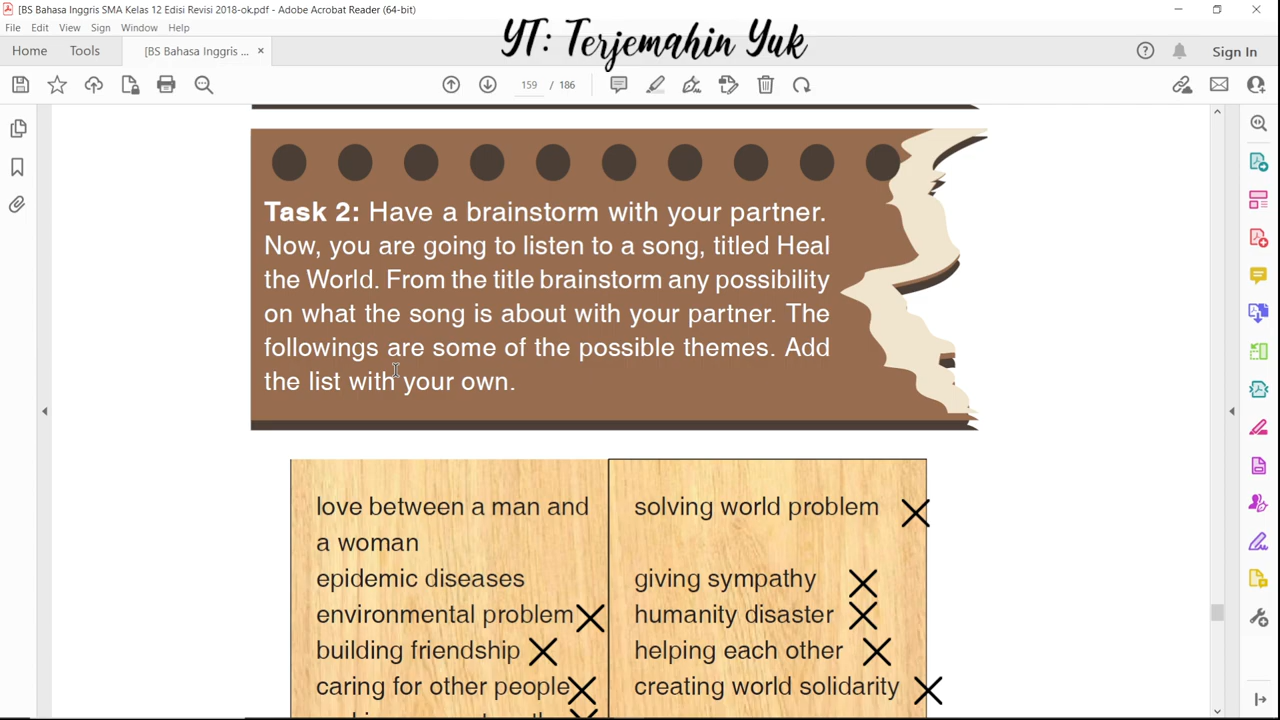 [BS Bahasa Inggris SMA Kelas 12 Edisi Revisi 2018-ok.pdf - Adobe Acrobat Reader (64-bit)
File Edit View Sign Window Help
YT: Terjemahin Yuk
Home Tools [BS Bahasa Inggris ... × Sign In
159 / 186
Task 2: Have a brainstorm with your partner.
Now, you are going to listen to a song, titled Heal
the World. From the title brainstorm any possibility
on what the song is about with your partner. The
followings are some of the possible themes. Add
the list with your own.
love between a man and
a woman
epidemic diseases
environmental problem
building friendship
caring for other people
solving world problem
giving sympathy
humanity disaster
helping each other
creating world solidarity